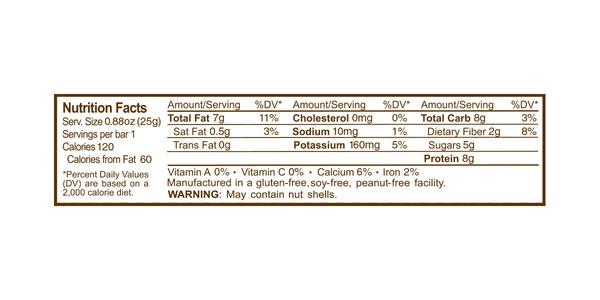 Nutrition Facts
Serv. Size 0.88oz (25g)
Servings per bar 1
Calories 120
Calories from Fat 60
*Percent Daily Values
(DV) are based on a
2,000 calorie diet.
Amount/Serving %DV* Amount/Serving %DV* Amount/Serving %DV*
Total Fat 7g 11% Cholesterol 0mg 0% Total Carb 8g 3%
Sat Fat 0.5g 3% Sodium 10mg 1% Dietary Fiber 2g 8%
Trans Fat 0g Potassium 160mg 5% Sugars 5g
Protein 8g
Vitamin A 0% • Vitamin C 0% • Calcium 6% • Iron 2%
Manufactured in a gluten-free,soy-free, peanut-free facility.
WARNING: May contain nut shells.